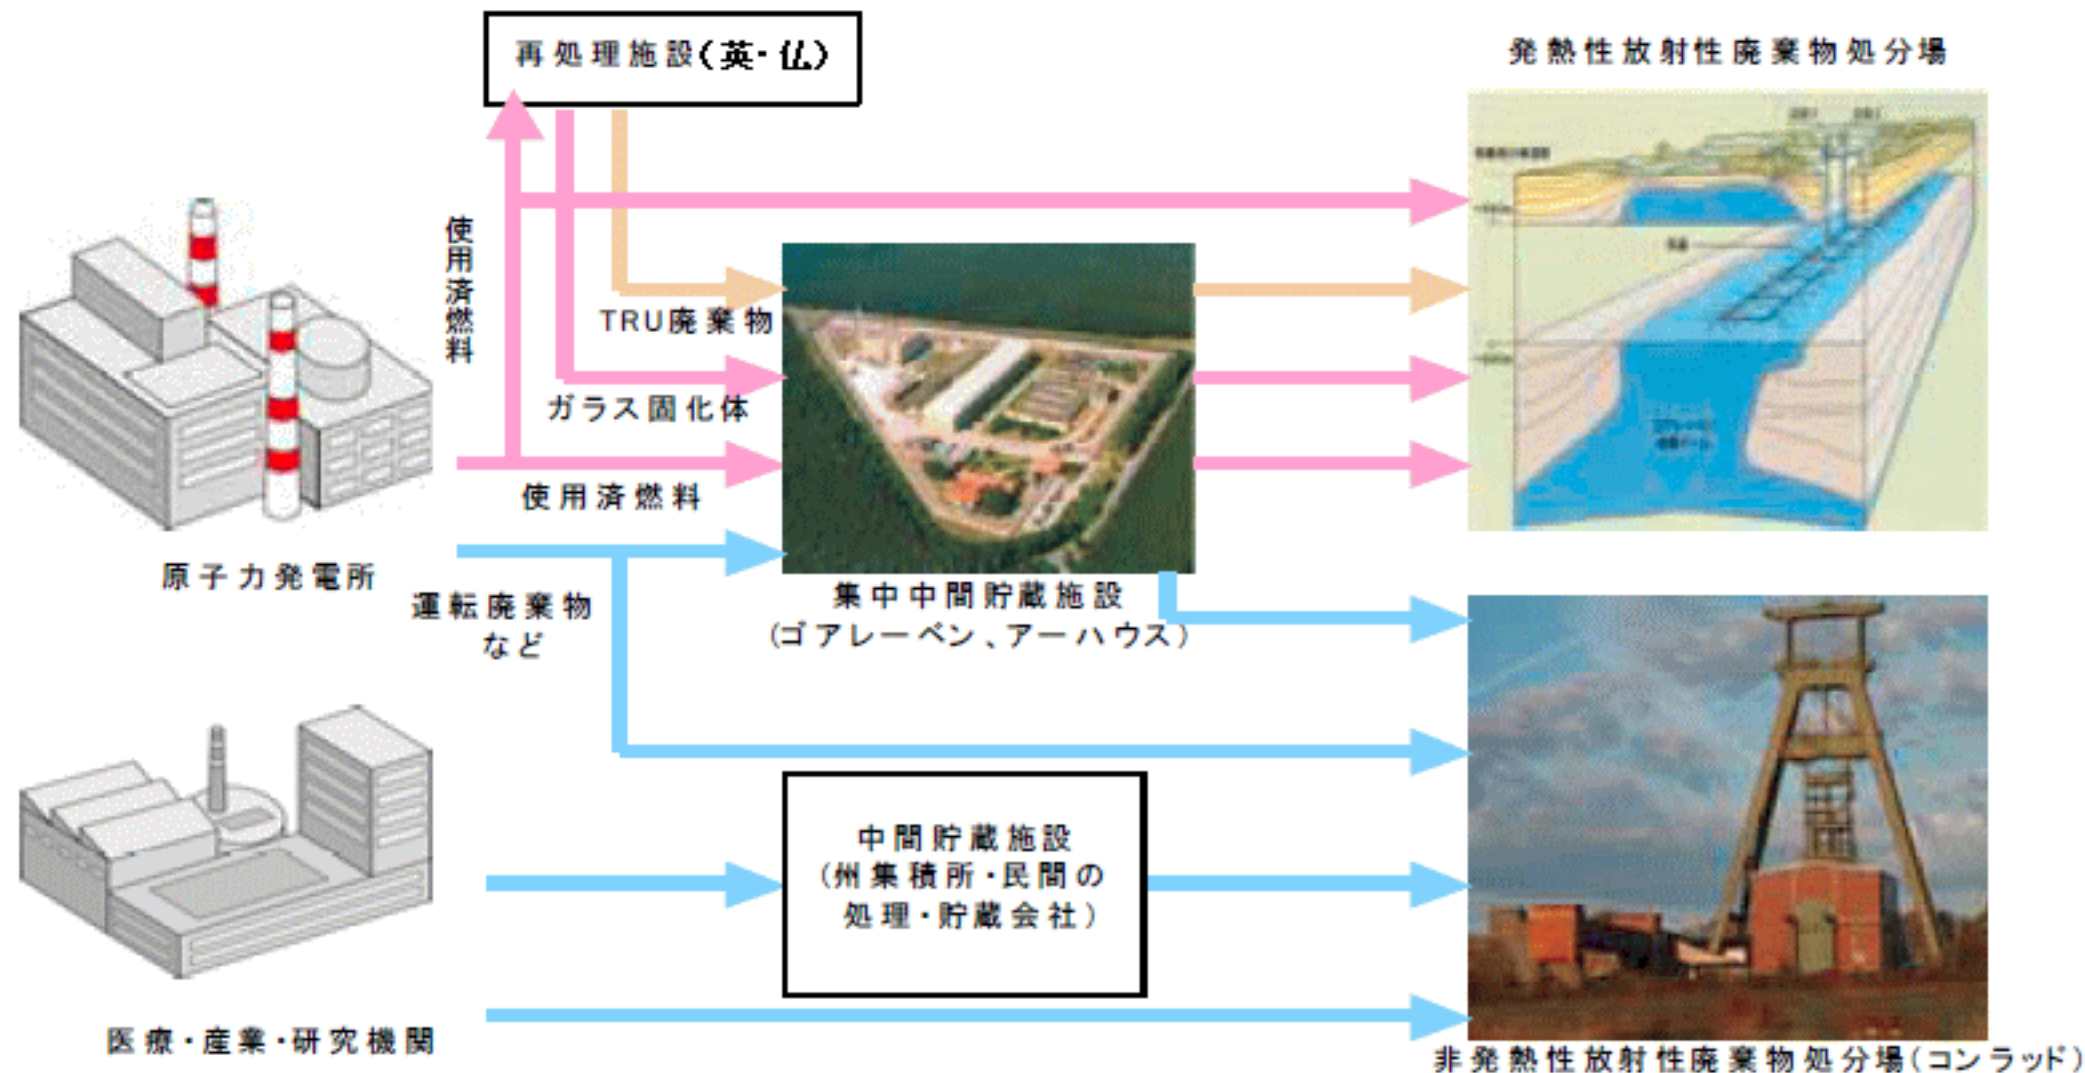 再処理施設(英・仏)
発熱性放射性廃棄物処分場
使用済燃料
TRU廃棄物
ガラス固化体
使用済燃料
原子力発電所
運転廃棄物
など
集中中間貯蔵施設
(ゴアレーベン、アーハウス)
中間貯蔵施設
(州集積所・民間の
処理・貯蔵会社)
医療・産業・研究機関
非発熱性放射性廃棄物処分場(コンラッド)